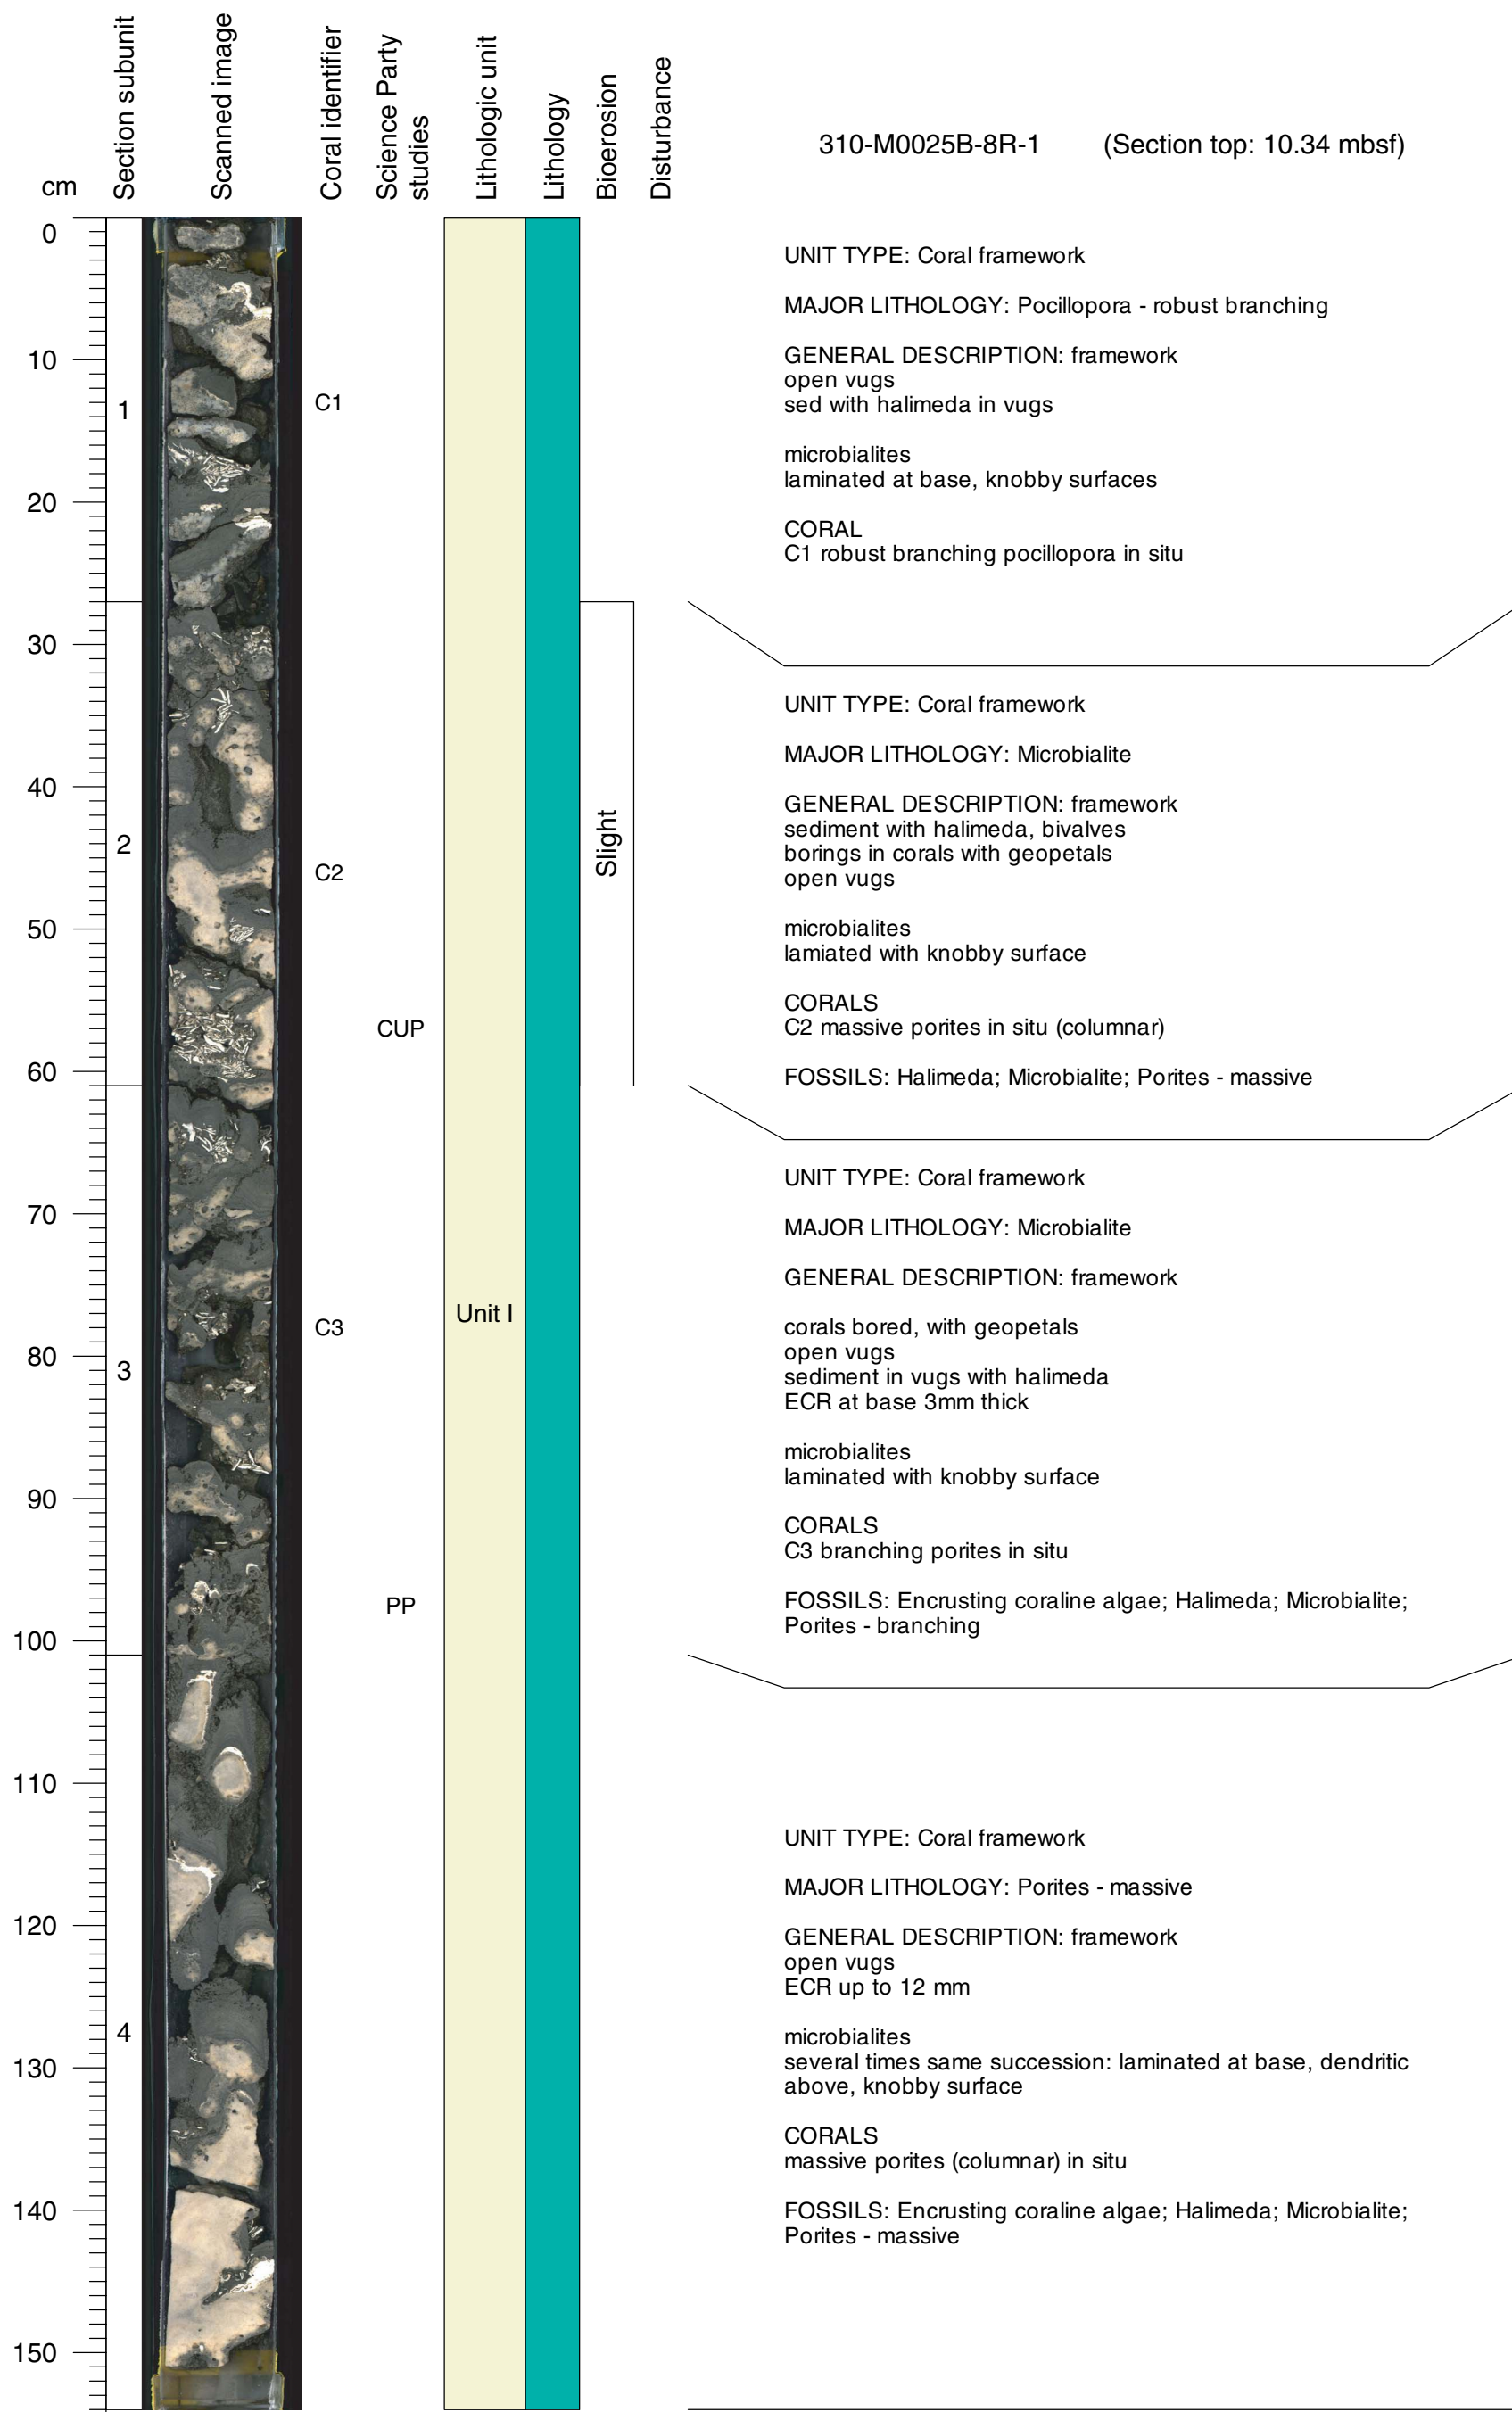 cm
Section subunit
Scanned image
Coral identifier
Science Party
studies
Lithologic unit
Lithology
Bioerosion
Disturbance
310-M0025B-8R-1 (Section top: 10.34 mbsf)
0
10
20
30
40
50
60
70
80
90
100
110
120
130
140
150
1
2
3
4
C1
C2
C3
CUP
PP
Unit I
Slight
UNIT TYPE: Coral framework
MAJOR LITHOLOGY: Pocillopora - robust branching
GENERAL DESCRIPTION: framework
open vugs
sed with halimeda in vugs
microbialites
laminated at base, knobby surfaces
CORAL
C1 robust branching pocillopora in situ
UNIT TYPE: Coral framework
MAJOR LITHOLOGY: Microbialite
GENERAL DESCRIPTION: framework
sediment with halimeda, bivalves
borings in corals with geopetals
open vugs
microbialites
lamiated with knobby surface
CORALS
C2 massive porites in situ (columnar)
FOSSILS: Halimeda; Microbialite; Porites - massive
UNIT TYPE: Coral framework
MAJOR LITHOLOGY: Microbialite
GENERAL DESCRIPTION: framework
corals bored, with geopetals
open vugs
sediment in vugs with halimeda
ECR at base 3mm thick
microbialites
laminated with knobby surface
CORALS
C3 branching porites in situ
FOSSILS: Encrusting coraline algae; Halimeda; Microbialite;
Porites - branching
UNIT TYPE: Coral framework
MAJOR LITHOLOGY: Porites - massive
GENERAL DESCRIPTION: framework
open vugs
ECR up to 12 mm
microbialites
several times same succession: laminated at base, dendritic
above, knobby surface
CORALS
massive porites (columnar) in situ
FOSSILS: Encrusting coraline algae; Halimeda; Microbialite;
Porites - massive